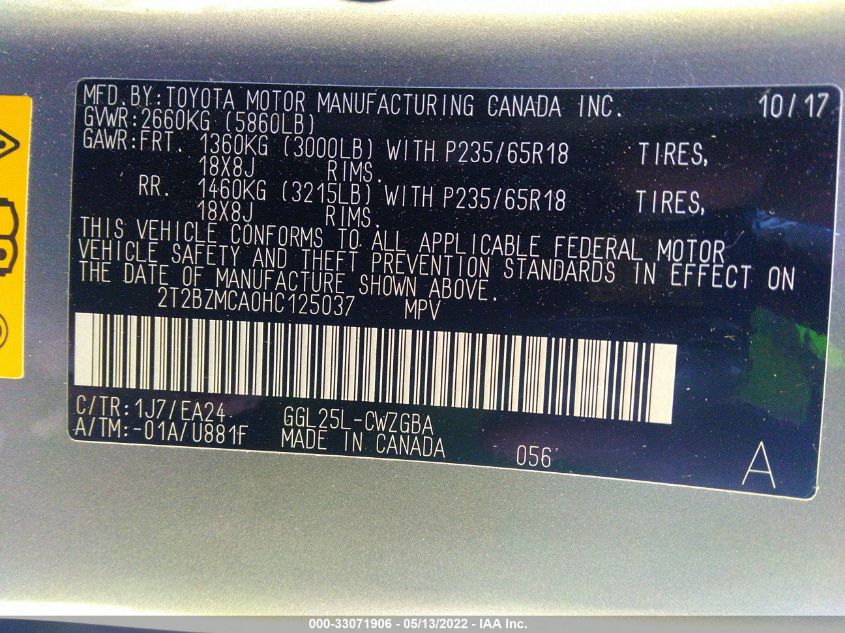 MFD.BY:TOYOTA MOTOR MANUFACTURING CANADA INC. 10/17
GVWR:2660KG (5860LB)
GAWR:FRT. 1360KG (3000LB) WITH P235/65R18 TIRES,
18X8J RIMS.
RR. 1460KG (3215LB) WITH P235/65R18 TIRES,
18X8J RIMS.
THIS VEHICLE CONFORMS TO ALL APPLICABLE FEDERAL MOTOR
VEHICLE SAFETY AND THEFT PREVENTION STANDARDS IN EFFECT ON
THE DATE OF MANUFACTURE SHOWN ABOVE.
2T2BZMCA0HC125037 MPV
C/TR:1J7/EA24 GGL25L-CWZGBA
A/TM:-01A/U881F MADE IN CANADA 056 A
000-33071906 - 05/13/2022 - IAA Inc.